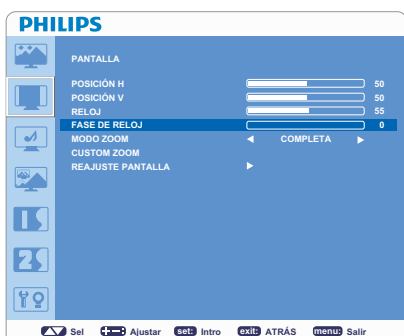 PHILIPS
PANTALLA
POSICIÓN H 50
POSICIÓN V 50
RELOJ 55
FASE DE RELOJ 0
MODO ZOOM COMPLETA
CUSTOM ZOOM
REAJUSTE PANTALLA
Sel Ajustar set: Intro exit: ATRÁS menu: Salir